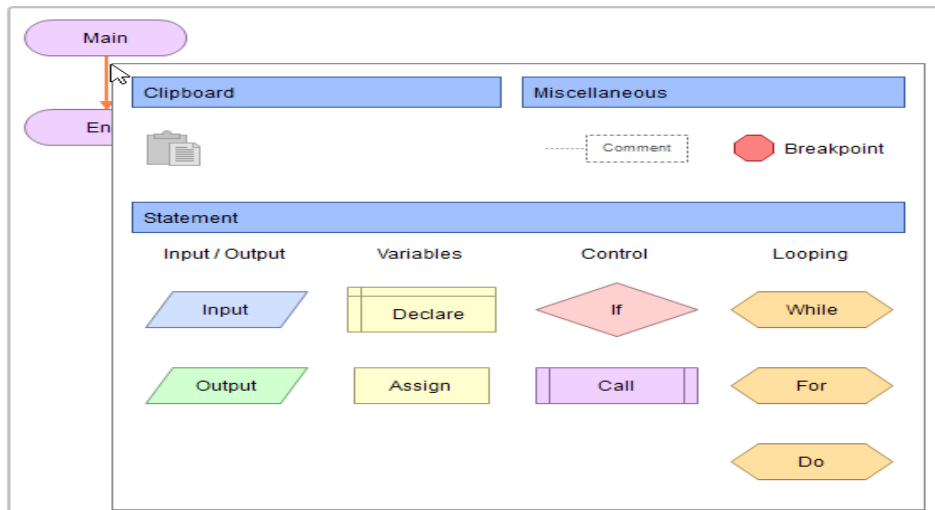 Main
En
Clipboard
Miscellaneous
Comment
Breakpoint
Statement
Input / Output
Variables
Control
Looping
Input
Declare
If
While
Output
Assign
Call
For
Do